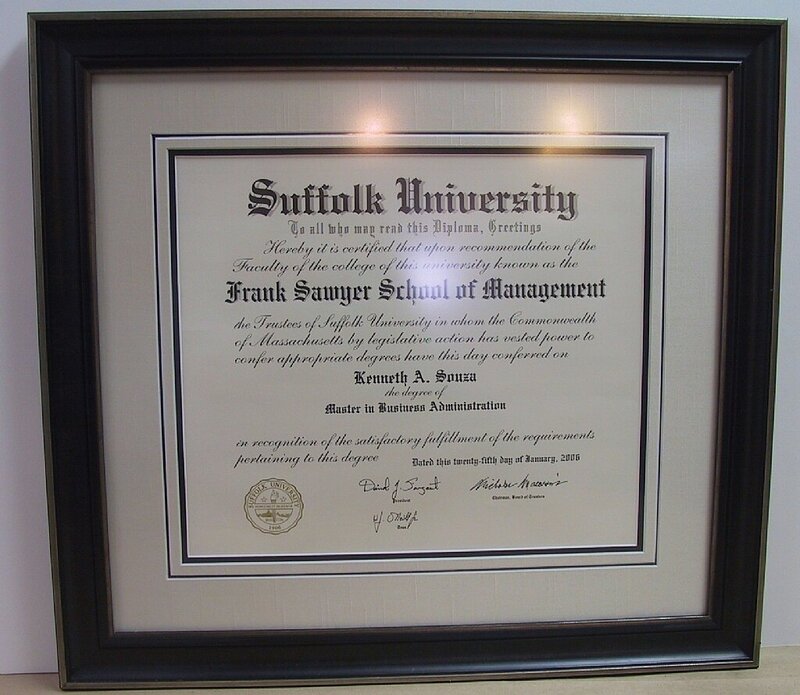 Suffolk University
To all who may read this Diploma, Greetings
Hereby it is certified that upon recommendation of the
Faculty of the college of this university known as the
Frank Sawyer School of Management
the Trustees of Suffolk University in whom the Commonwealth
of Massachusetts by legislative action has vested power to
confer appropriate degrees have this day conferred on
Kenneth A. Souza
the degree of
Master in Business Administration
in recognition of the satisfactory fulfillment of the requirements
pertaining to this degree
Dated this twenty-fifth day of January, 2006
SUFFOLK UNIVERSITY
1906
David J. Sargent
President
Chairman, Board of Trustees
Dean